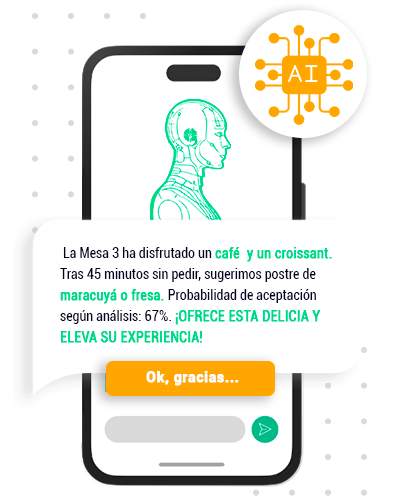 AI
La Mesa 3 ha disfrutado un café y un croissant.
Tras 45 minutos sin pedir, sugerimos postre de
maracuyá o fresa. Probabilidad de aceptación
según análisis: 67%. ¡OFRECE ESTA DELICIA Y
ELEVA SU EXPERIENCIA!
Ok, gracias...